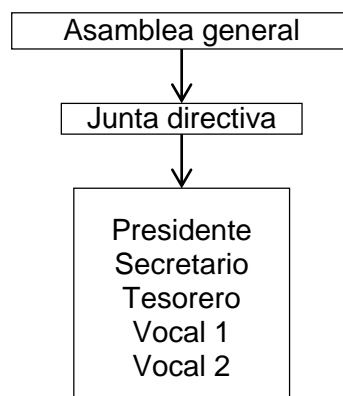 Asamblea general
Junta directiva
Presidente
Secretario
Tesorero
Vocal 1
Vocal 2